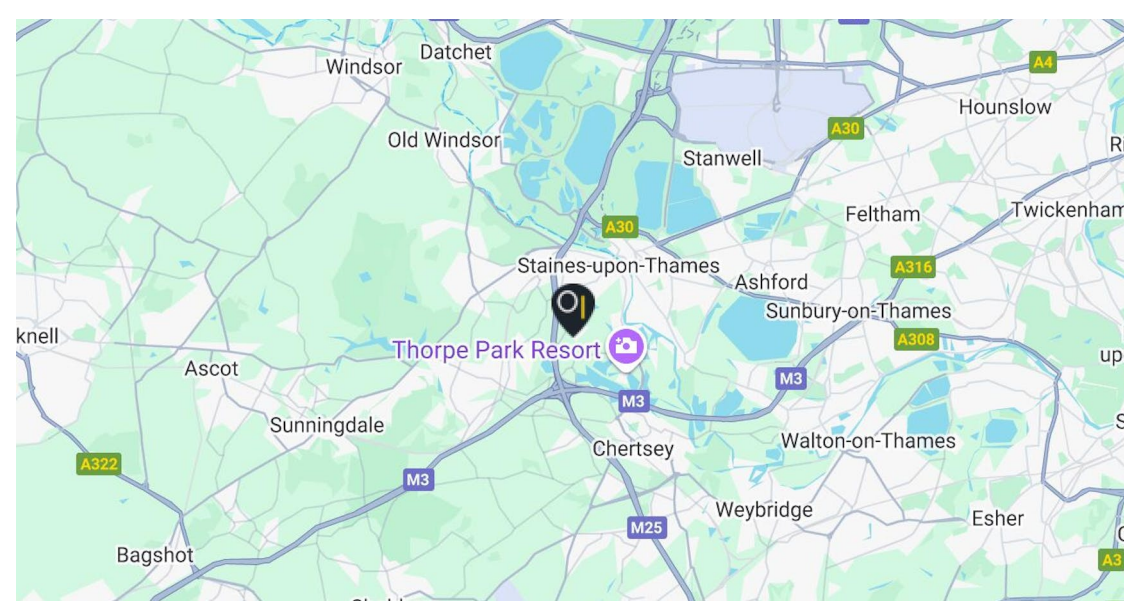 Datchet
Windsor
A4
Hounslow
A30
Old Windsor
Stanwell
Feltham
Twickenham
A30
Staines-upon-Thames
A316
Ashford
Sunbury-on-Thames
knell
A308
Thorpe Park Resort
up
Ascot
M3
M3
Sunningdale
Walton-on-Thames
Chertsey
A322
M3
Weybridge
Esher
M25
Bagshot
A3